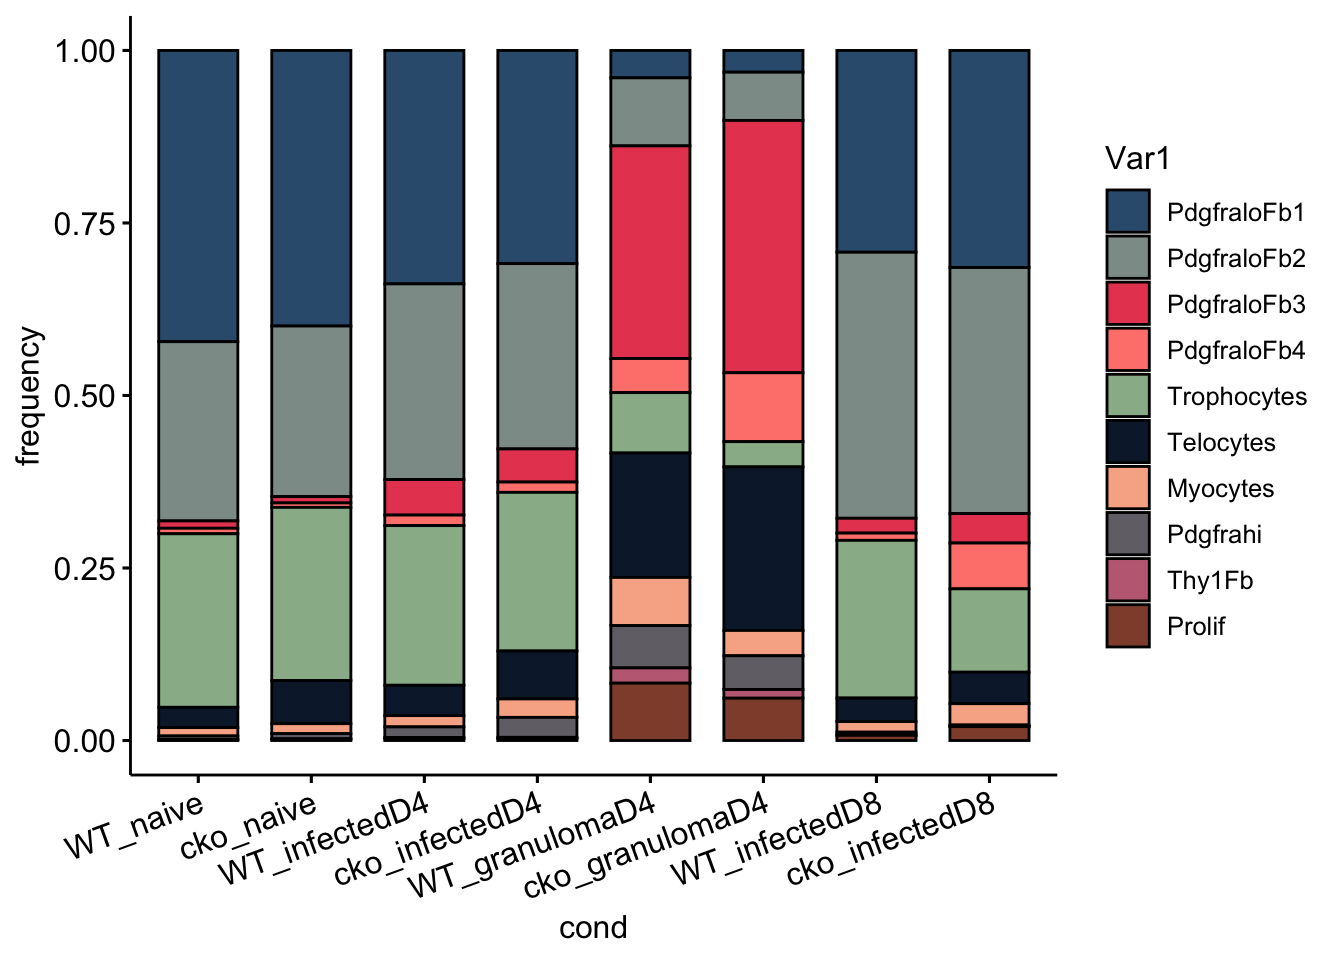 1.00
0.75
0.50
0.25
0.00
frequency
WT_naive
cko_naive
WT_infectedD4
cko_infectedD4
WT_granulomaD4
cko_granulomaD4
WT_infectedD8
cko_infectedD8
cond
Var1
PdgfraloFb1
PdgfraloFb2
PdgfraloFb3
PdgfraloFb4
Trophocytes
Telocytes
Myocytes
Pdgfrahi
Thy1Fb
Prolif